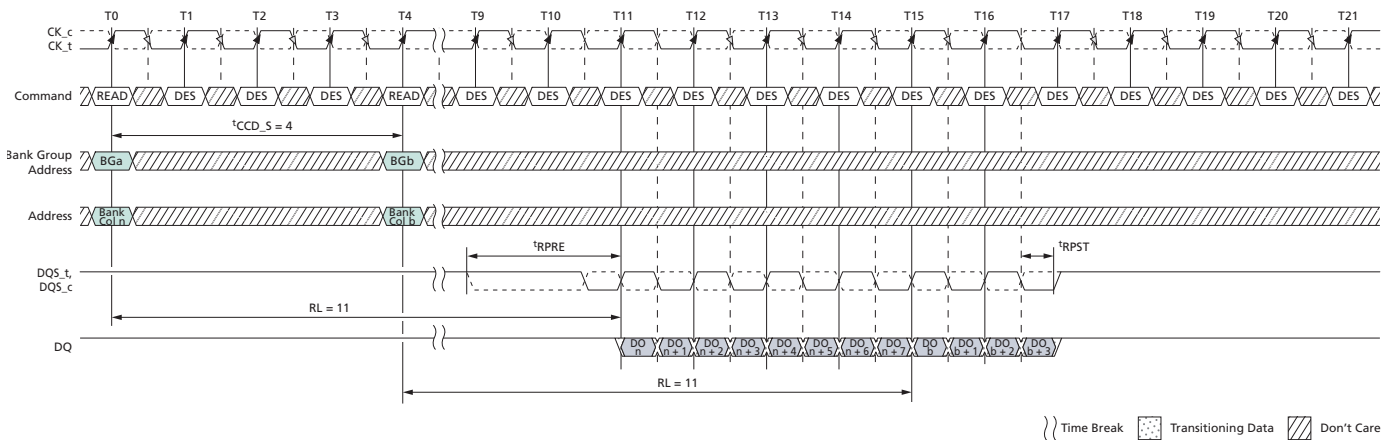 T0 T1 T2 T3 T4 T9 T10 T11 T12 T13 T14 T15 T16 T17 T18 T19 T20 T21
CK_c
CK_t
Command READ DES DES DES READ DES DES DES DES DES DES DES DES DES DES DES DES DES
tCCD_S = 4
Bank Group
Address
BGa BGb
Address
Bank
Col n
Bank
Col b
tRPRE tRPST
DQS_t,
DQS_c
RL = 11
DQ
DO
n
DO
n + 1
DO
n + 2
DO
n + 3
DO
n + 4
DO
n + 5
DO
n + 6
DO
n + 7
DO
b
DO
b + 1
DO
b + 2
DO
b + 3
RL = 11
Time Break Transitioning Data Don't Care